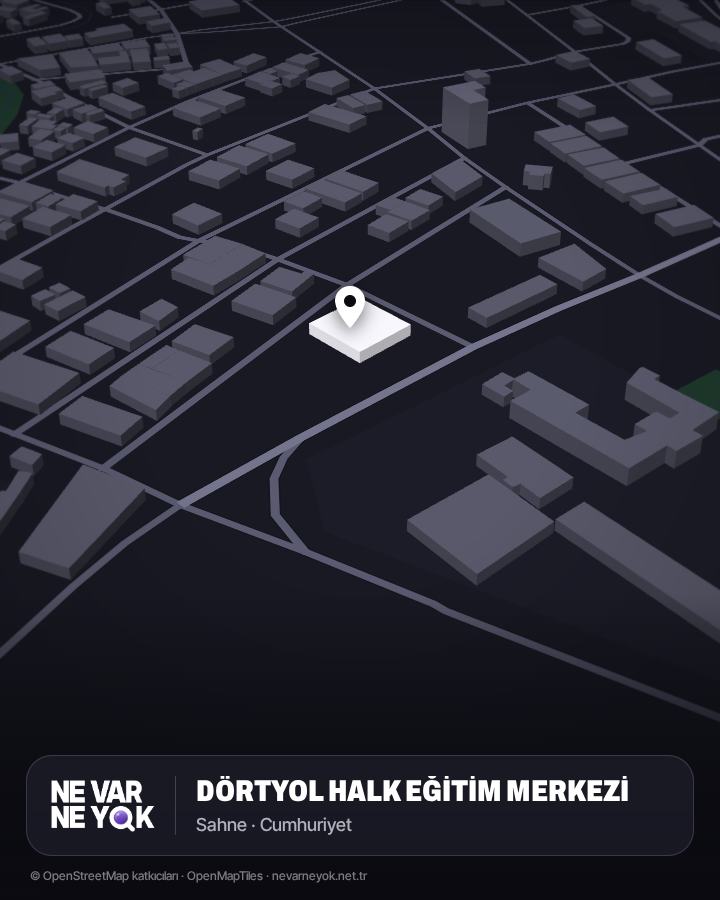 NE VAR
NE YOK
DÖRTYOL HALK EĞİTİM MERKEZİ
Sahne · Cumhuriyet
© OpenStreetMap katkıcıları · OpenMapTiles · nevarneyok.net.tr